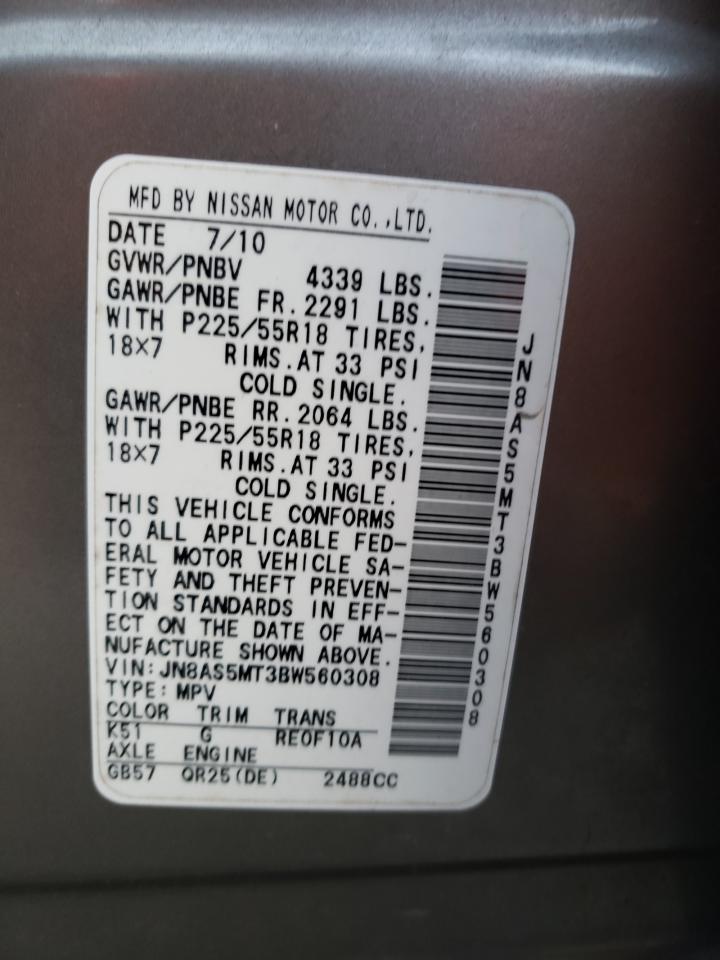 MFD BY NISSAN MOTOR CO.,LTD.
DATE 7/10
GVWR/PNBV 4339 LBS.
GAWR/PNBE FR.2291 LBS.
WITH P225/55R18 TIRES,
18X7 RIMS.AT 33 PSI
COLD SINGLE.
GAWR/PNBE RR.2064 LBS.
WITH P225/55R18 TIRES,
18X7 RIMS.AT 33 PSI
COLD SINGLE.
THIS VEHICLE CONFORMS
TO ALL APPLICABLE FED-
ERAL MOTOR VEHICLE SA-
FETY AND THEFT PREVEN-
TION STANDARDS IN EFF-
ECT ON THE DATE OF MA-
NUFACTURE SHOWN ABOVE.
VIN:JN8AS5MT3BW560308
TYPE:MPV
COLOR TRIM TRANS
K51 G RE0F10A
AXLE ENGINE
GB57 QR25(DE) 2488CC
JN8AS5MT3BW560308